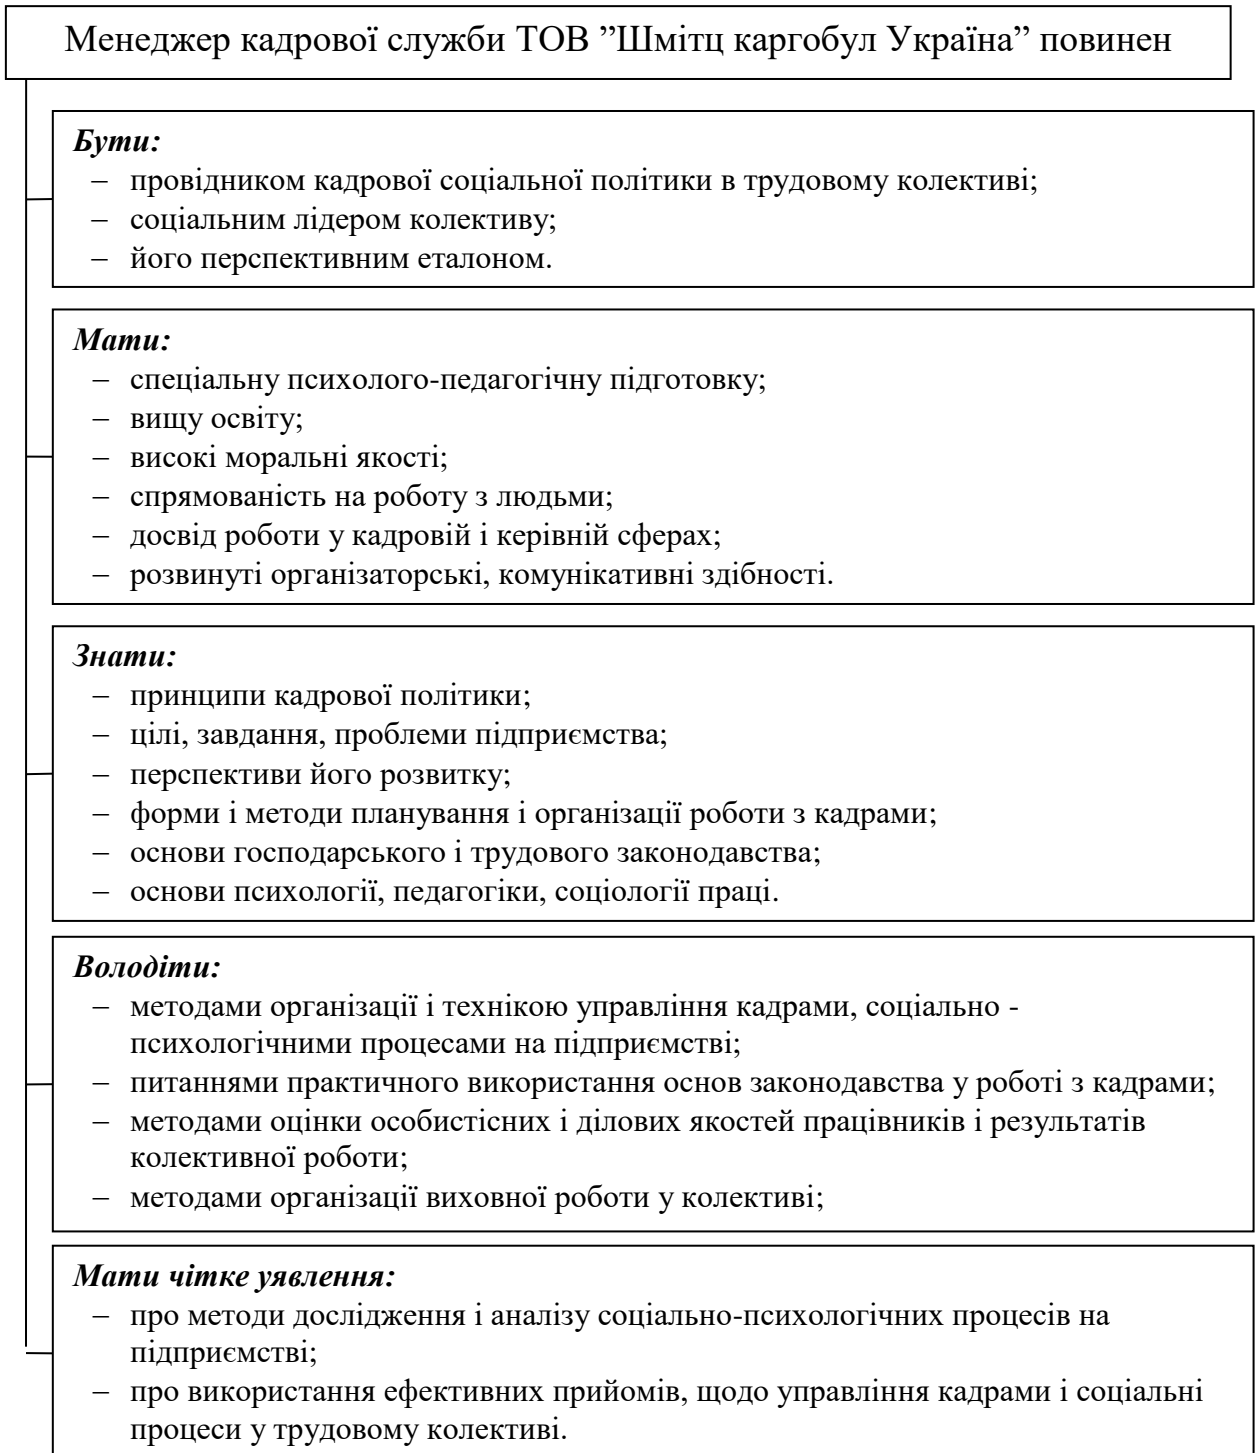 Менеджер кадрової служби ТОВ ”Шмітц каргобул Україна” повинен
Бути:
– провідником кадрової соціальної політики в трудовому колективі;
– соціальним лідером колективу;
– його перспективним еталоном.
Мати:
– спеціальну психолого-педагогічну підготовку;
– вищу освіту;
– високі моральні якості;
– спрямованість на роботу з людьми;
– досвід роботи у кадровій і керівній сферах;
– розвинуті організаторські, комунікативні здібності.
Знати:
– принципи кадрової політики;
– цілі, завдання, проблеми підприємства;
– перспективи його розвитку;
– форми і методи планування і організації роботи з кадрами;
– основи господарського і трудового законодавства;
– основи психології, педагогіки, соціології праці.
Володіти:
– методами організації і технікою управління кадрами, соціально -
психологічними процесами на підприємстві;
– питаннями практичного використання основ законодавства у роботі з кадрами;
– методами оцінки особистісних і ділових якостей працівників і результатів
колективної роботи;
– методами організації виховної роботи у колективі;
Мати чітке уявлення:
– про методи дослідження і аналізу соціально-психологічних процесів на
підприємстві;
– про використання ефективних прийомів, щодо управління кадрами і соціальні
процеси у трудовому колективі.